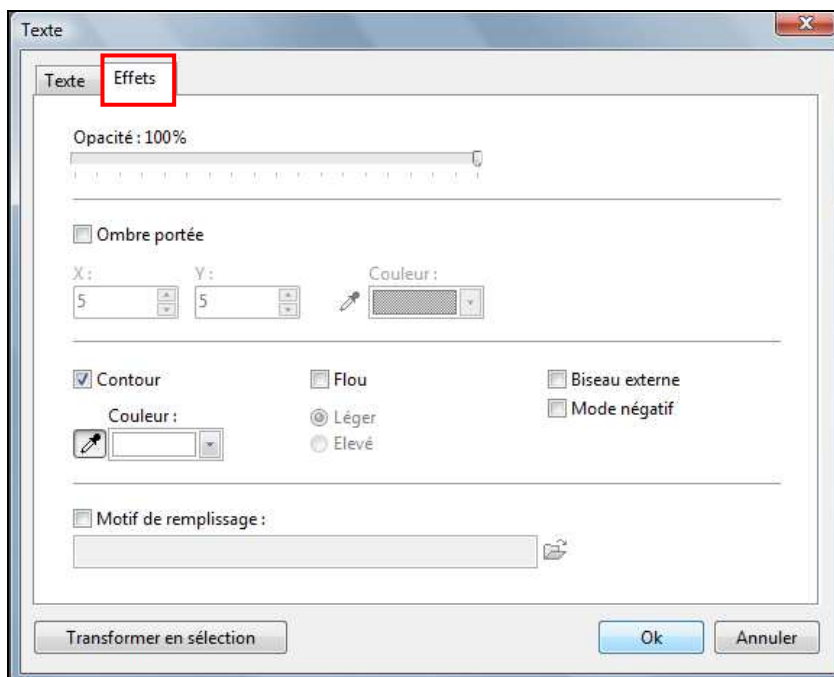 Texte
Texte Effets
Opacité : 100%
Ombre portée
X : Y : Couleur :
5 5
Contour Flou Biseau externe
Couleur : Léger Mode négatif
Elevé
Motif de remplissage :
Transformer en sélection Ok Annuler